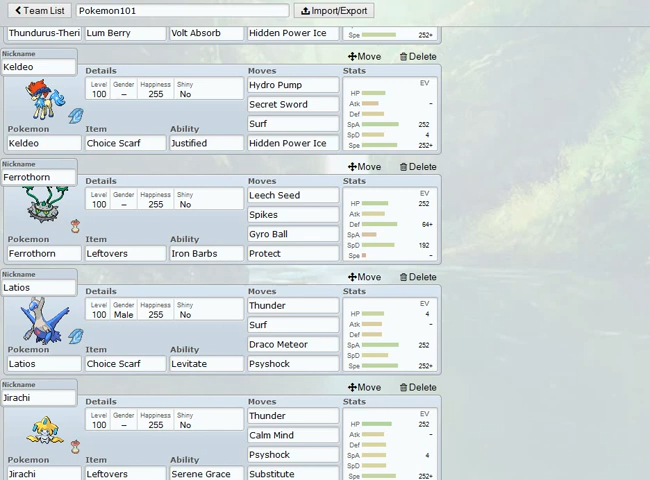 Team List Pokemon101 Import/Export
Thundurus-Theri Lum Berry Volt Absorb Hidden Power Ice Spe 252+
Nickname Move Delete
Keldeo Details Moves Stats
Level Gender Happiness Shiny Hydro Pump EV
100 – 255 No HP
Secret Sword Atk -
Def
Surf SpA 252
Pokemon Item Ability SpD 4
Keldeo Choice Scarf Justified Hidden Power Ice Spe 252+
Nickname Move Delete
Ferrothorn Details Moves Stats
Level Gender Happiness Shiny Leech Seed EV
100 – 255 No HP 252
Spikes Atk
Def 64+
Gyro Ball SpA
Pokemon Item Ability SpD 192
Ferrothorn Leftovers Iron Barbs Protect Spe -
Nickname Move Delete
Latios Details Moves Stats
Level Gender Happiness Shiny Thunder EV
100 Male 255 No HP 4
Surf Atk -
Def
Draco Meteor SpA 252
Pokemon Item Ability SpD
Latios Choice Scarf Levitate Psyshock Spe 252+
Nickname Move Delete
Jirachi Details Moves Stats
Level Gender Happiness Shiny Thunder EV
100 – 255 No HP 252
Calm Mind Atk -
Def
Psyshock SpA 4
Pokemon Item Ability SpD
Jirachi Leftovers Serene Grace Substitute Spe 252+